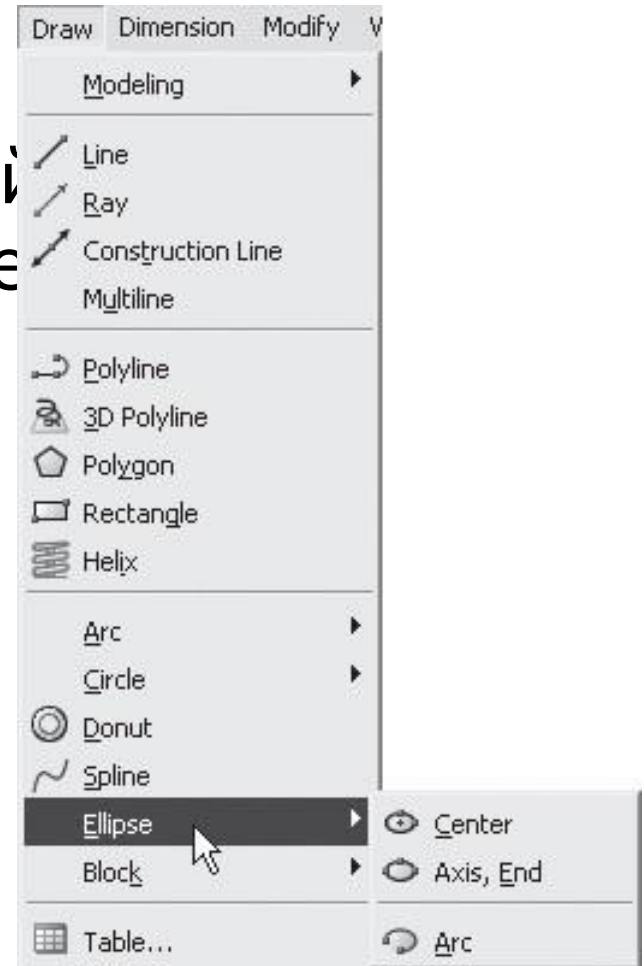 Draw Dimension Modify
Modeling
Line
й
Ray
е
Construction Line
Multiline
Polyline
3D Polyline
Polygon
Rectangle
Helix
Arc
Circle
Donut
Spline
Ellipse
Center
Block
Axis, End
Table...
Arc